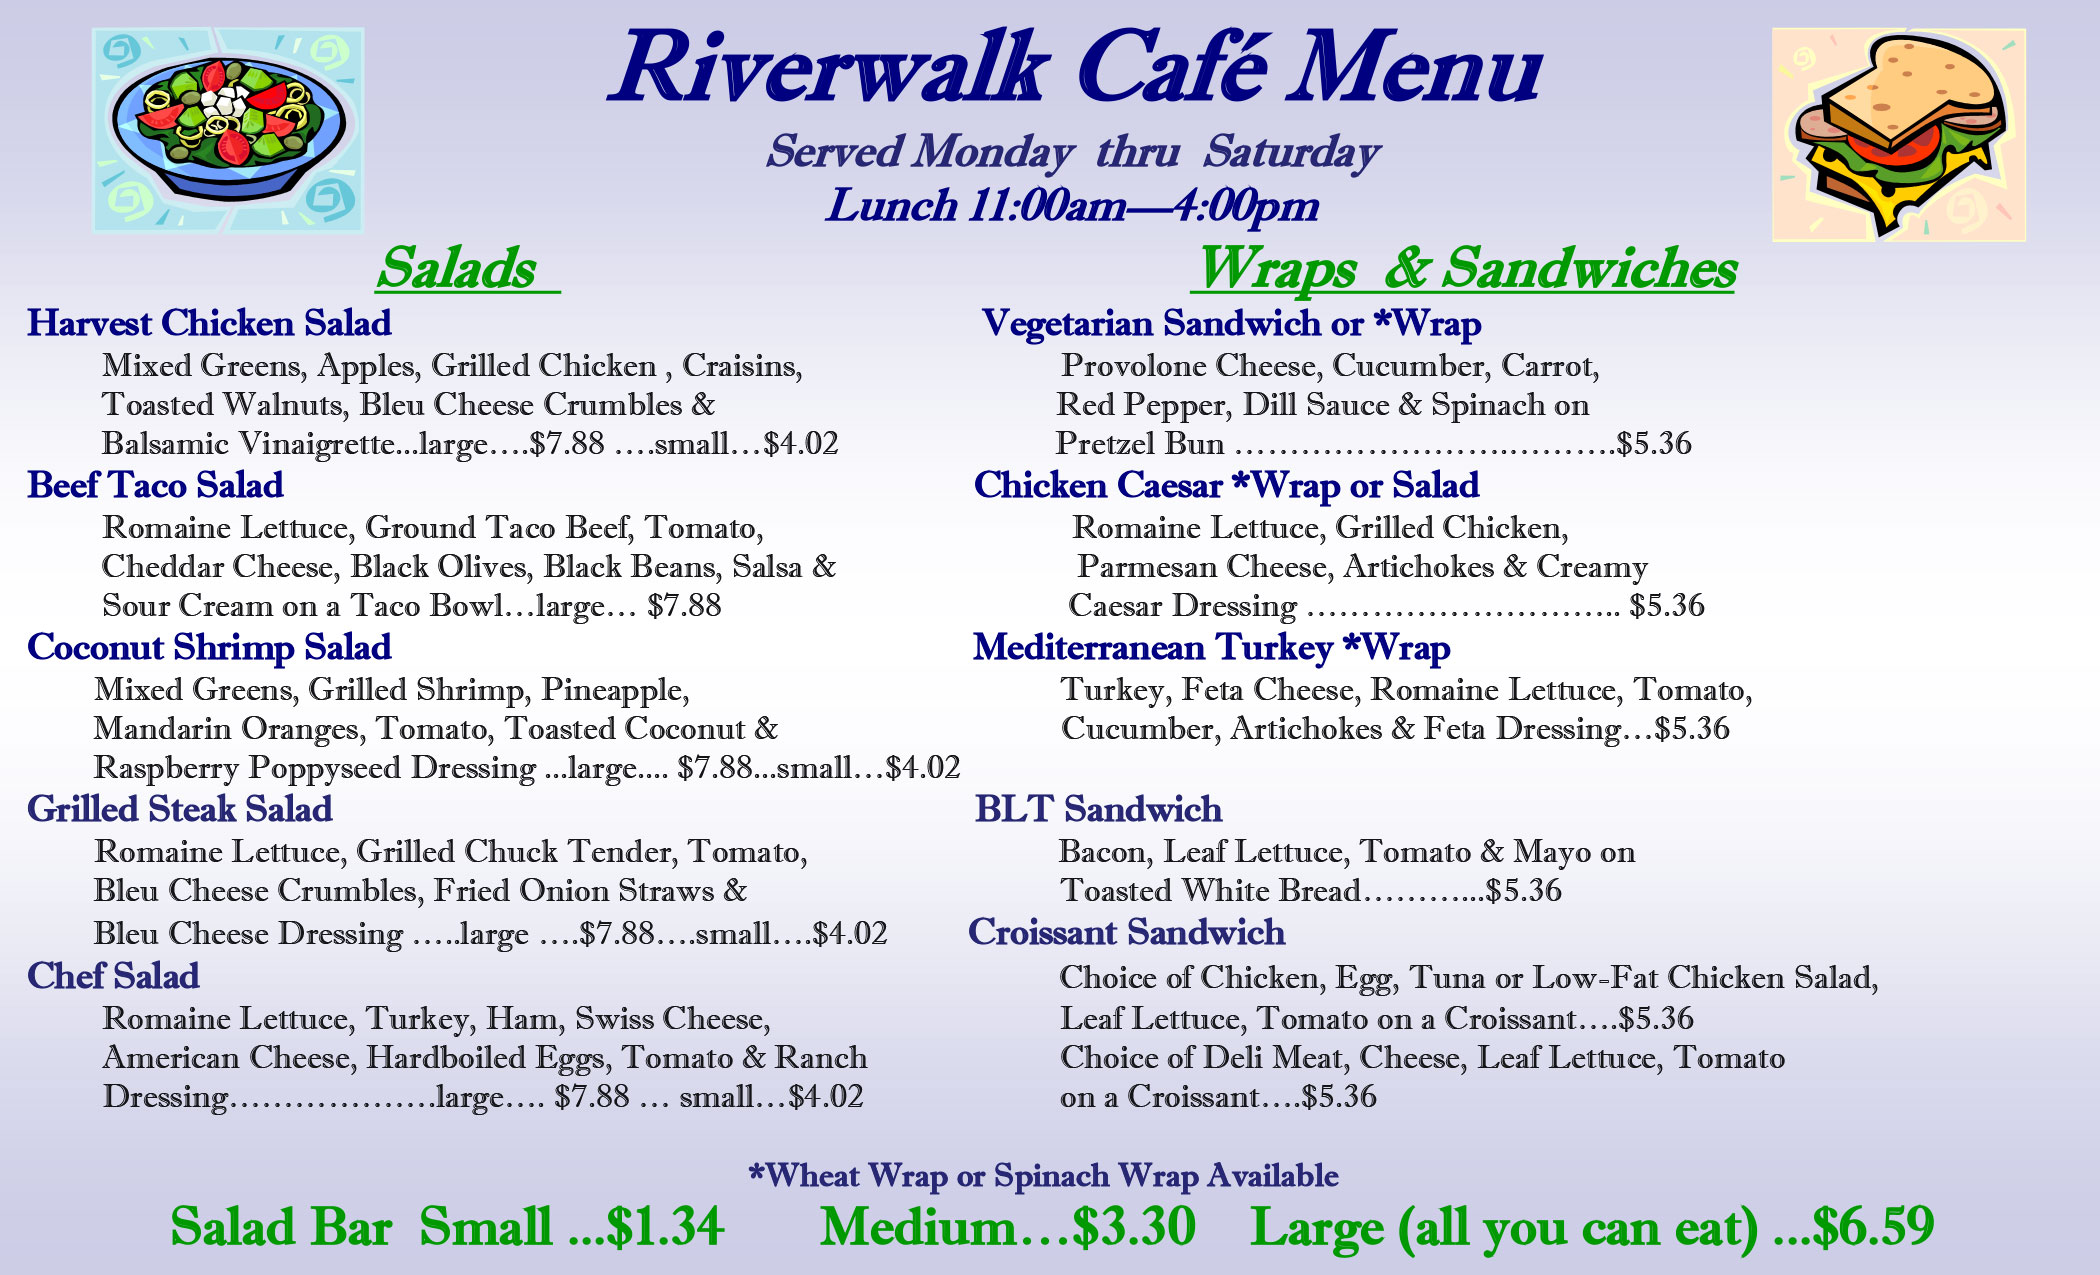 Riverwalk Café Menu
Served Monday thru Saturday
Lunch 11:00am—4:00pm
Salads
Harvest Chicken Salad
Mixed Greens, Apples, Grilled Chicken , Craisins,
Toasted Walnuts, Bleu Cheese Crumbles &
Balsamic Vinaigrette...large….$7.88 ….small…$4.02
Beef Taco Salad
Romaine Lettuce, Ground Taco Beef, Tomato,
Cheddar Cheese, Black Olives, Black Beans, Salsa &
Sour Cream on a Taco Bowl…large… $7.88
Coconut Shrimp Salad
Mixed Greens, Grilled Shrimp, Pineapple,
Mandarin Oranges, Tomato, Toasted Coconut &
Raspberry Poppyseed Dressing ...large.... $7.88...small…$4.02
Grilled Steak Salad
Romaine Lettuce, Grilled Chuck Tender, Tomato,
Bleu Cheese Crumbles, Fried Onion Straws &
Bleu Cheese Dressing …..large ….$7.88….small….$4.02
Chef Salad
Romaine Lettuce, Turkey, Ham, Swiss Cheese,
American Cheese, Hardboiled Eggs, Tomato & Ranch
Dressing……………….large…. $7.88 … small…$4.02
Wraps & Sandwiches
Vegetarian Sandwich or *Wrap
Provolone Cheese, Cucumber, Carrot,
Red Pepper, Dill Sauce & Spinach on
Pretzel Bun …………………….……….$5.36
Chicken Caesar *Wrap or Salad
Romaine Lettuce, Grilled Chicken,
Parmesan Cheese, Artichokes & Creamy
Caesar Dressing ……………………….. $5.36
Mediterranean Turkey *Wrap
Turkey, Feta Cheese, Romaine Lettuce, Tomato,
Cucumber, Artichokes & Feta Dressing…$5.36
BLT Sandwich
Bacon, Leaf Lettuce, Tomato & Mayo on
Toasted White Bread………...$5.36
Croissant Sandwich
Choice of Chicken, Egg, Tuna or Low-Fat Chicken Salad,
Leaf Lettuce, Tomato on a Croissant….$5.36
Choice of Deli Meat, Cheese, Leaf Lettuce, Tomato
on a Croissant….$5.36
*Wheat Wrap or Spinach Wrap Available
Salad Bar Small ...$1.34 Medium…$3.30 Large (all you can eat) ...$6.59